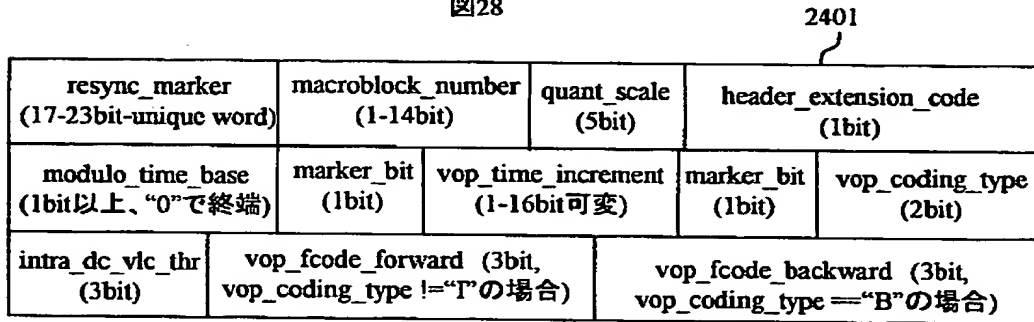 図28
2401
resync_marker
(17-23bit-unique word)
macroblock_number
(1-14bit)
quant_scale
(5bit)
header_extension_code
(1bit)
modulo_time_base
(1bit以上、“0”で終端)
marker_bit
(1bit)
vop_time_increment
(1-16bit可変)
marker_bit
(1bit)
vop_coding_type
(2bit)
intra_dc_vlc_thr
(3bit)
vop_fcode_forward (3bit,
vop_coding_type !=“I”の場合)
vop_fcode_backward (3bit,
vop_coding_type ==“B”の場合)